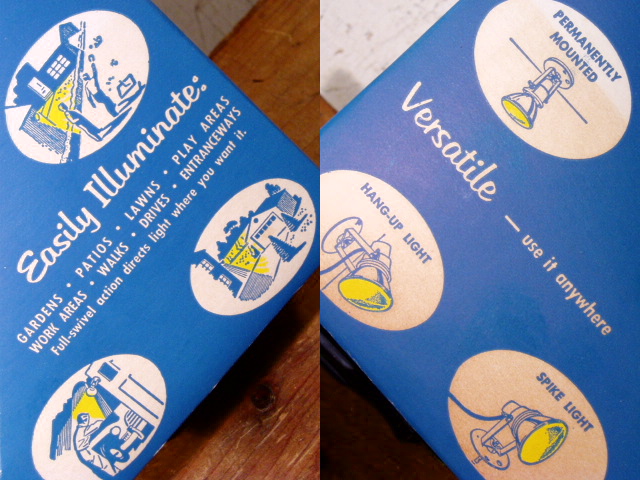 Easily Illuminate:
GARDENS • PATIOS • LAWNS • PLAY AREAS
WORK AREAS • WALKS • DRIVES • ENTRANCEWAYS
Full-swivel action directs light where you want it.
PERMANENTLY
MOUNTED
Versatile — use it anywhere
HANG-UP LIGHT
SPIKE LIGHT